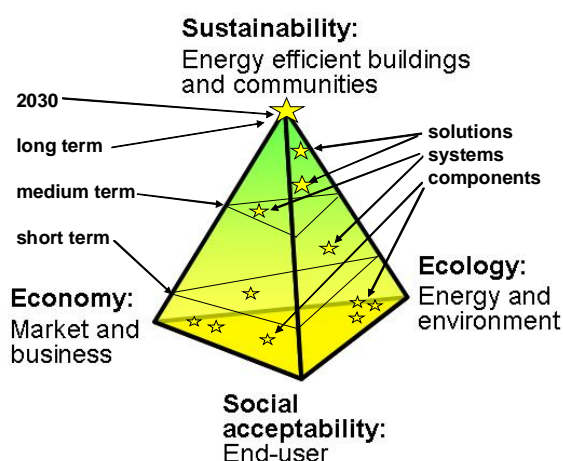 Sustainability:
Energy efficient buildings
and communities
2030
long term
medium term
short term
solutions
systems
components
Economy:
Market and
business
Ecology:
Energy and
environment
Social
acceptability:
End-user